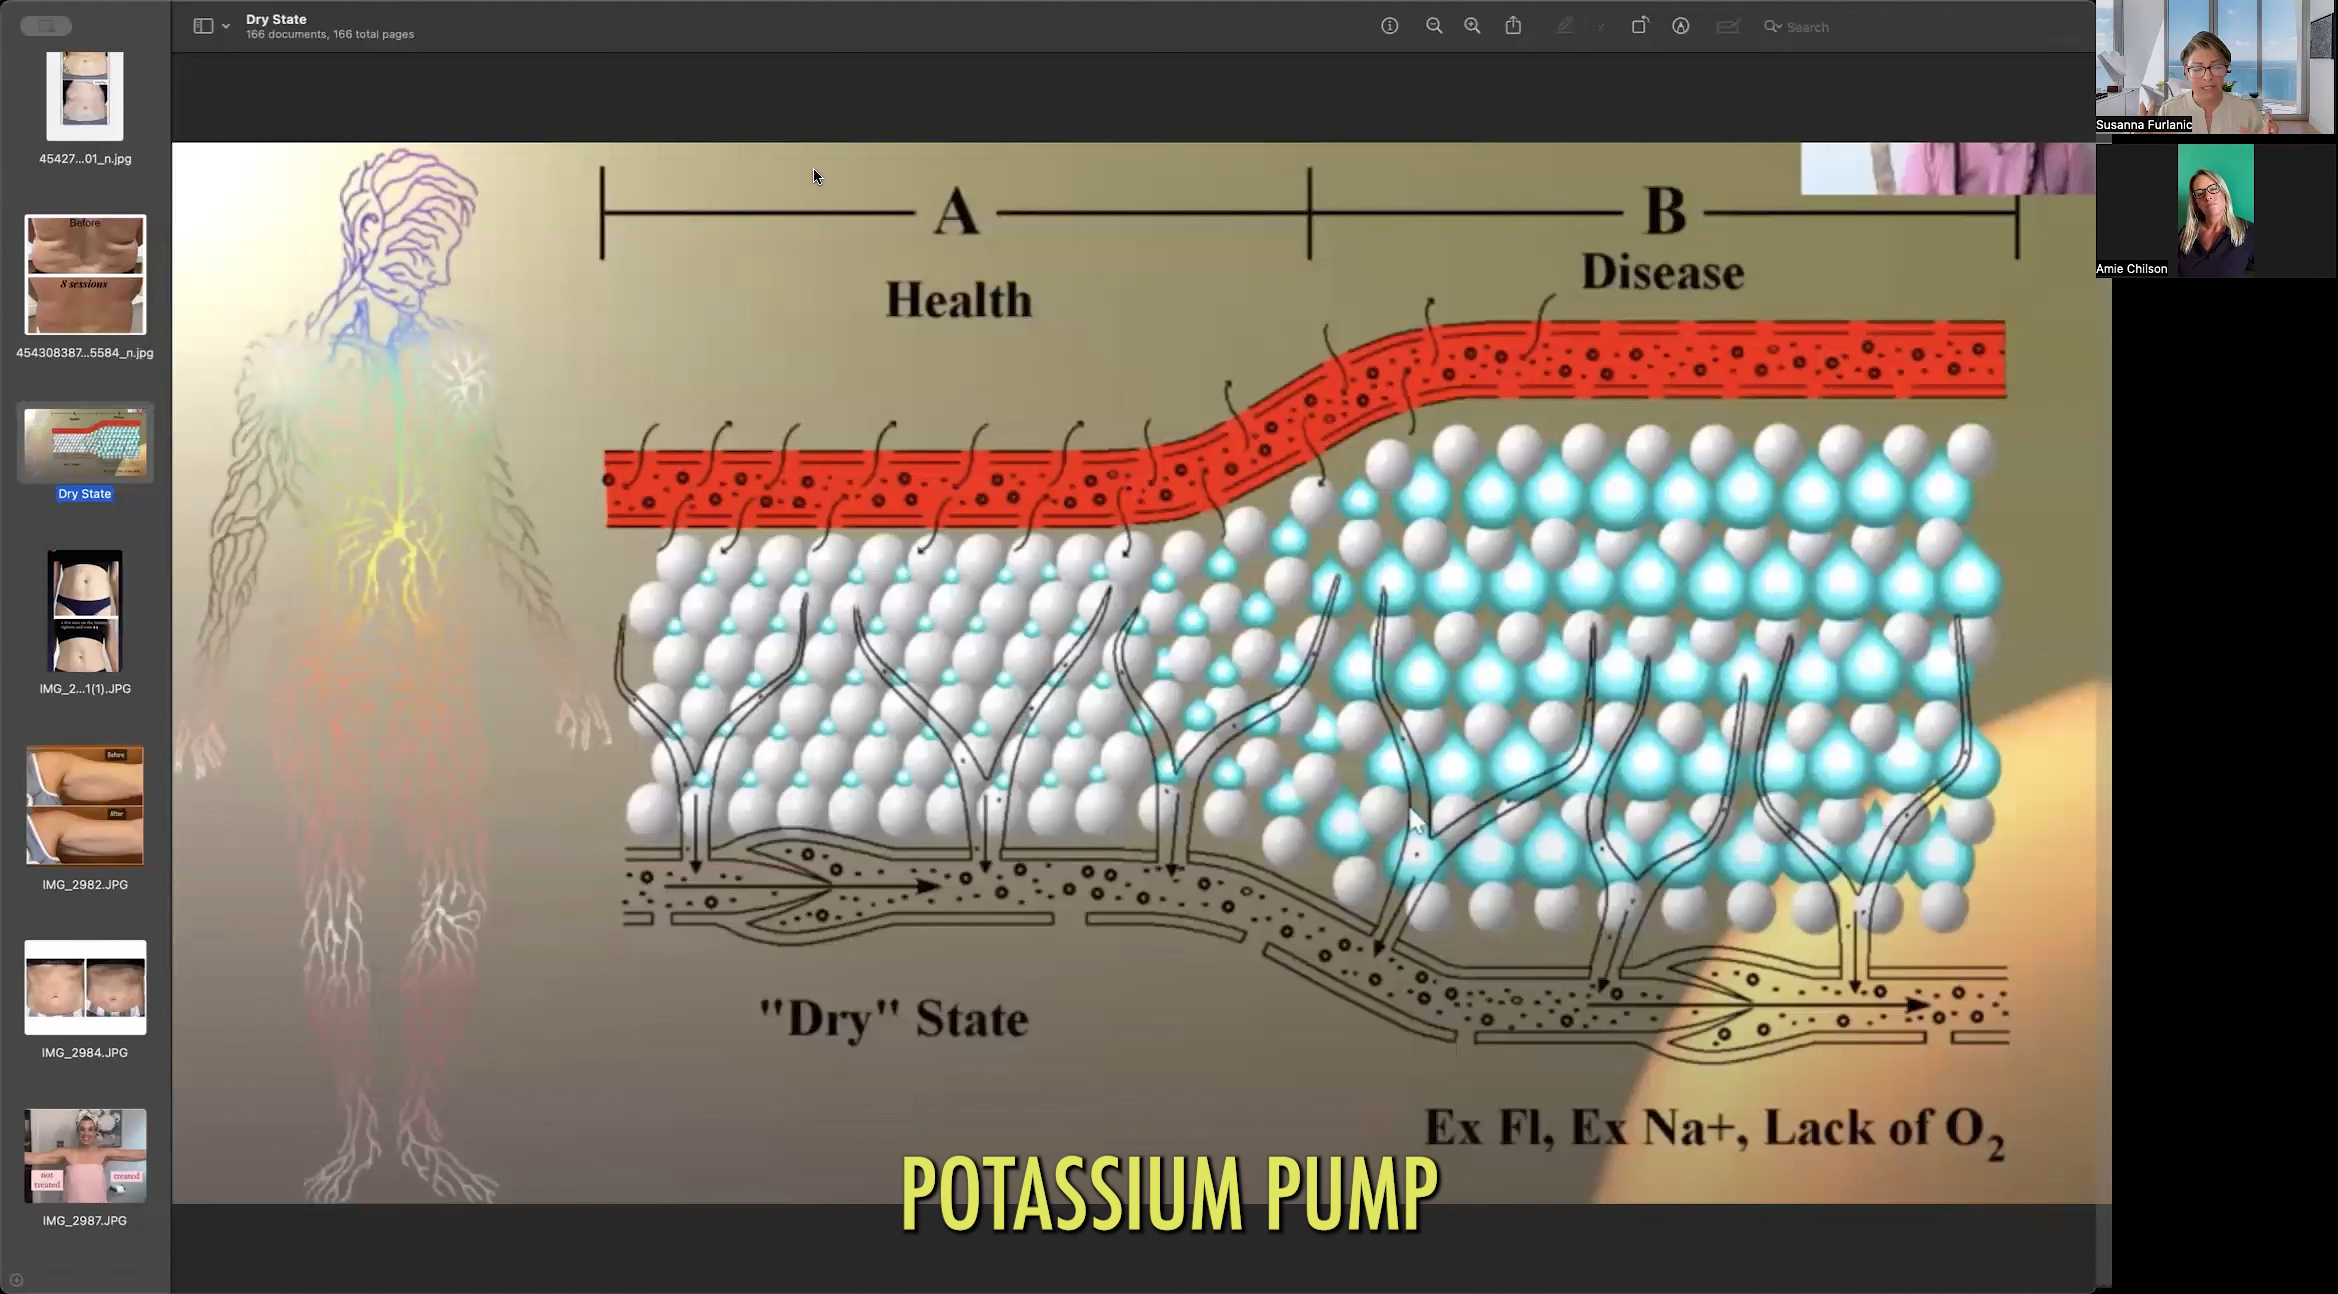 Dry State
166 documents, 166 total pages
Search
45427...01_n.jpg
Before
8 sessions
454308387...5584_n.jpg
Dry State
IMG_2...1(1).JPG
Before
After
IMG_2982.JPG
IMG_2984.JPG
not treated
treated
IMG_2987.JPG
A
B
Health
Disease
"Dry" State
Ex Fl, Ex Na+, Lack of O2
POTASSIUM PUMP
Susanna Furlanic
Amie Chilson